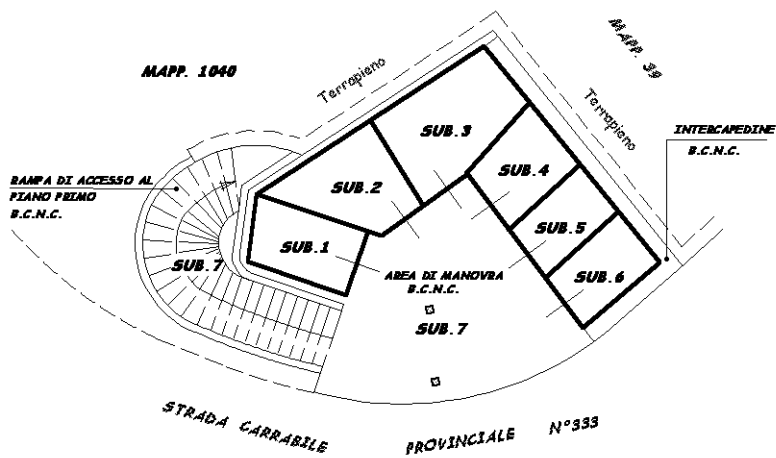 MAPP. 1040
MAPP. 39
Terrapieno
Terrapieno
SUB.3
INTERCAPEDINE
B.C.N.C.
SUB.4
RAMPA DI ACCESSO AL
PIANO PRIMO
B.C.N.C.
SUB.2
SUB.5
SUB.1
SUB.7
AREA DI MANOVRA
B.C.N.C.
SUB.6
SUB.7
STRADA CARRABILE PROVINCIALE N°333